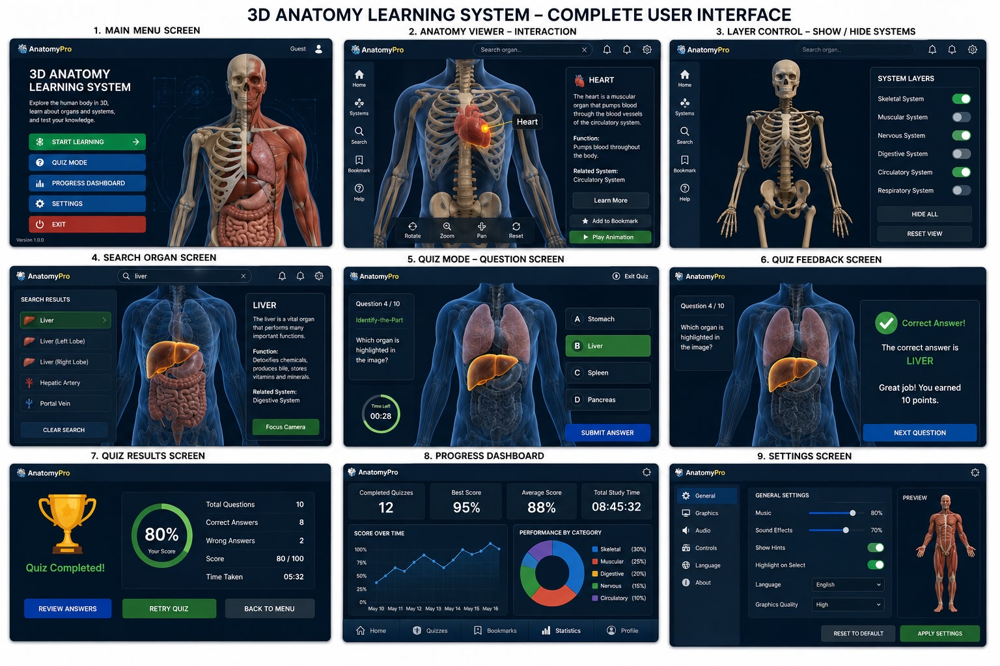 3D ANATOMY LEARNING SYSTEM – COMPLETE USER INTERFACE
1. MAIN MENU SCREEN
AnatomyPro
Guest
3D ANATOMY
LEARNING SYSTEM
Explore the human body in 3D,
learn about organs and systems,
and test your knowledge.
START LEARNING
QUIZ MODE
PROGRESS DASHBOARD
SETTINGS
EXIT
Version 1.0.0
2. ANATOMY VIEWER – INTERACTION
AnatomyPro
Search organ..
Home
Systems
Search
Bookmark
Help
Heart
HEART
The heart is a muscular
organ that pumps blood
through the blood vessels
of the circulatory system.
Function:
Pumps blood throughout
the body.
Related System:
Circulatory System
Learn More
Add to Bookmark
Play Animation
Rotate
Zoom
Pan
Reset
3. LAYER CONTROL – SHOW / HIDE SYSTEMS
AnatomyPro
Search organ..
Home
Systems
Search
Bookmark
Help
SYSTEM LAYERS
Skeletal System
Muscular System
Nervous System
Digestive System
Circulatory System
Respiratory System
HIDE ALL
RESET VIEW
4. SEARCH ORGAN SCREEN
AnatomyPro
liver
SEARCH RESULTS
Liver
Liver (Left Lobe)
Liver (Right Lobe)
Hepatic Artery
Portal Vein
CLEAR SEARCH
LIVER
The liver is a vital organ
that performs many
important functions.
Function:
Detoxifies chemicals,
produces bile, stores
vitamins and minerals.
Related System:
Digestive System
Focus Camera
5. QUIZ MODE – QUESTION SCREEN
AnatomyPro
Exit Quiz
Question 4 / 10
Identify-the-Part
Which organ is
highlighted in
the image?
Time Left
00:28
A Stomach
B Liver
C Spleen
D Pancreas
SUBMIT ANSWER
6. QUIZ FEEDBACK SCREEN
AnatomyPro
Question 4 / 10
Which organ is
highlighted in
the image?
Correct Answer!
The correct answer is
LIVER
Great job! You earned
10 points.
NEXT QUESTION
7. QUIZ RESULTS SCREEN
AnatomyPro
Quiz Completed!
80%
Your Score
Total Questions 10
Correct Answers 8
Wrong Answers 2
Score 80 / 100
Time Taken 05:32
REVIEW ANSWERS
RETRY QUIZ
BACK TO MENU
8. PROGRESS DASHBOARD
AnatomyPro
Completed Quizzes
12
Best Score
95%
Average Score
88%
Total Study Time
08:45:32
SCORE OVER TIME
100%
75%
50%
25%
0%
May 10 May 11 May 12 May 13 May 14 May 15 May 16
PERFORMANCE BY CATEGORY
Skeletal (30%)
Muscular (25%)
Digestive (20%)
Nervous (15%)
Circulatory (10%)
Home
Quizzes
Bookmarks
Statistics
Profile
9. SETTINGS SCREEN
AnatomyPro
General
Graphics
Audio
Controls
Language
About
GENERAL SETTINGS
Music 80%
Sound Effects 70%
Show Hints
Highlight on Select
Language English
Graphics Quality High
PREVIEW
RESET TO DEFAULT
APPLY SETTINGS